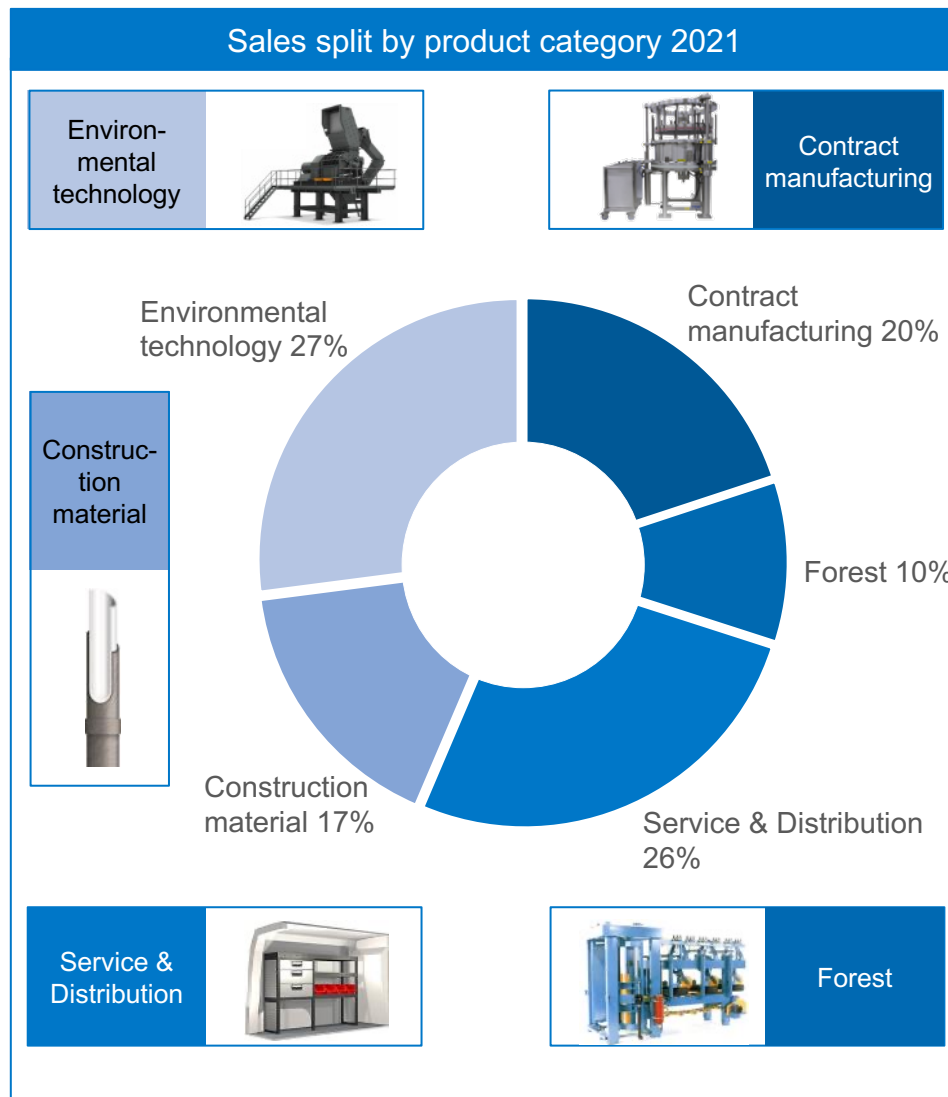 Sales split by product category 2021
Environ-
mental
technology
Contract
manufacturing
Environmental
technology 27%
Contract
manufacturing 20%
Construc-
tion
material
Forest 10%
Construction
material 17%
Service & Distribution
26%
Service &
Distribution
Forest